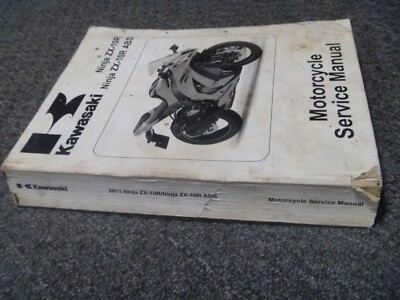 Kawasaki
Ninja ZX-10R
Ninja ZX-10R ABS
Motorcycle
Service Manual
Kawasaki
2011 Ninja ZX-10R/Ninja ZX-10R ABS
Motorcycle Service Manual